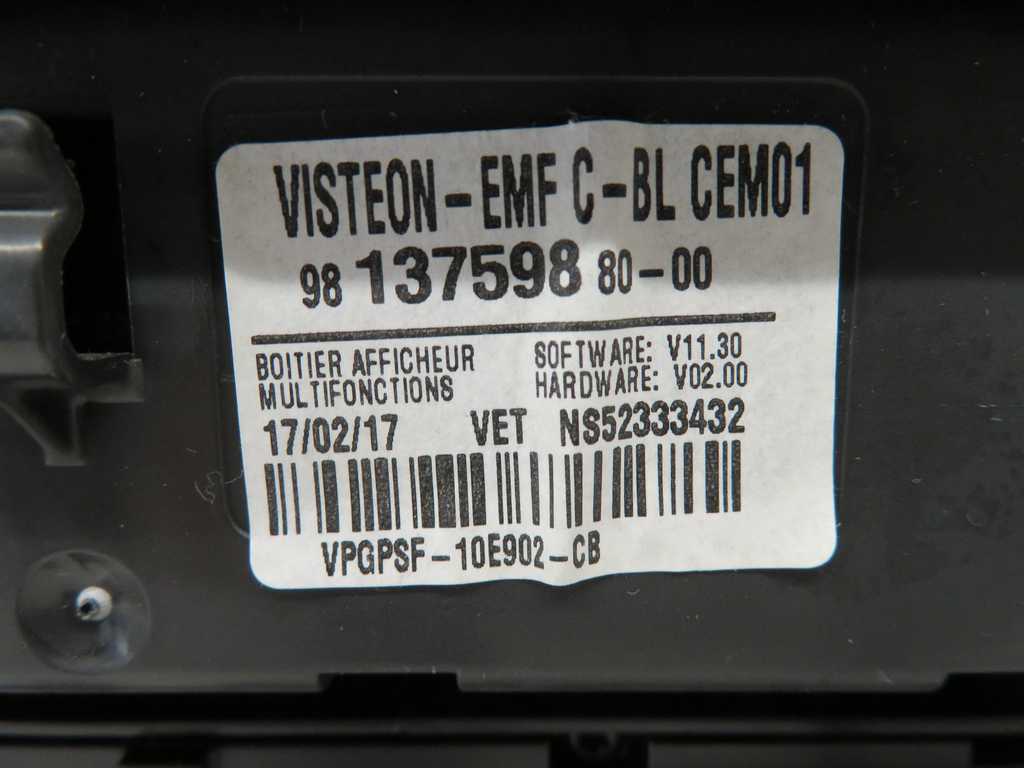 VISTEON-EMF C-BL CEM01
98 137598 80-00
BOITIER AFFICHEUR SOFTWARE: V11.30
MULTIFONCTIONS HARDWARE: V02.00
17/02/17 VET NS52333432
VPGPSF-10E902-CB